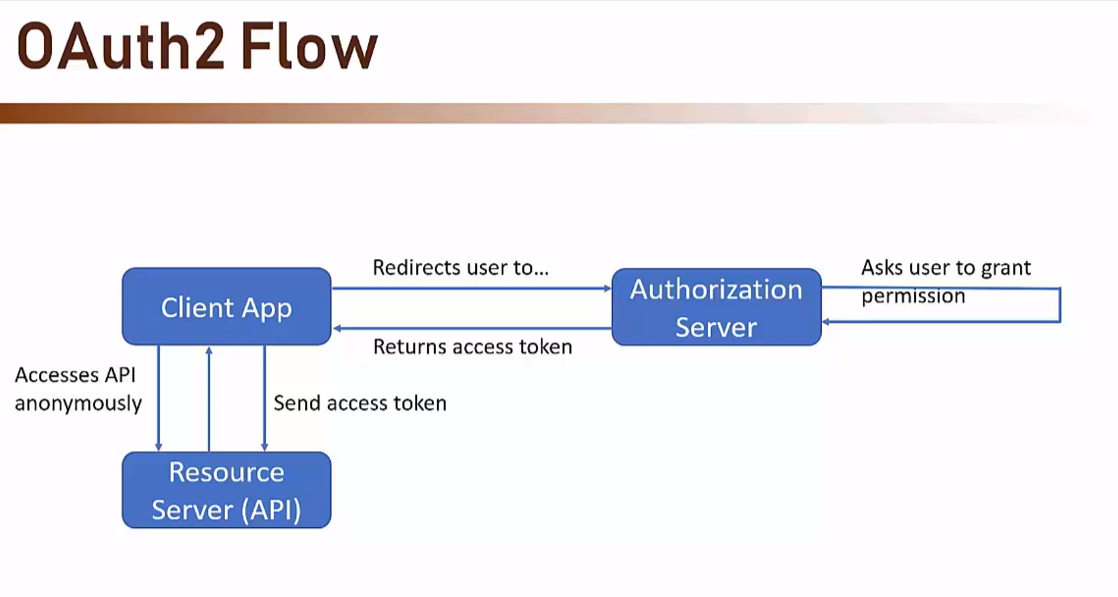 OAuth2 Flow
Redirects user to...
Asks user to grant
permission
Client App
Authorization
Server
Returns access token
Accesses API
anonymously
Send access token
Resource
Server (API)